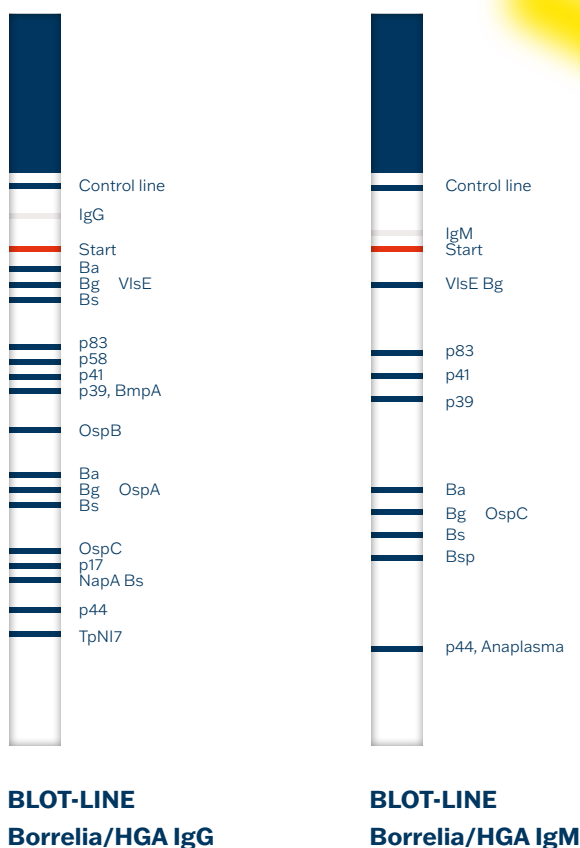 Control line
IgG
Start
Ba
Bg VlsE
Bs
p83
p58
p41
p39, BmpA
OspB
Ba
Bg OspA
Bs
OspC
p17
NapA Bs
p44
TpNI7
BLOT-LINE
Borrelia/HGA IgG
Control line
IgM
Start
VlsE Bg
p83
p41
p39
Ba
Bg OspC
Bs
Bsp
p44, Anaplasma
BLOT-LINE
Borrelia/HGA IgM